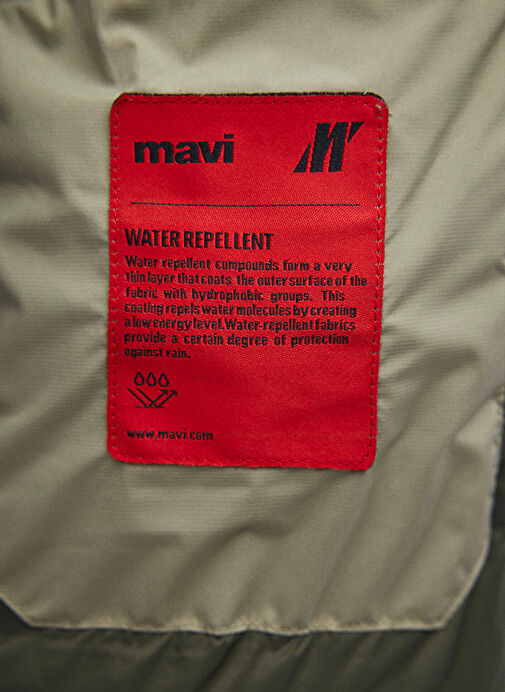 mavi M
WATER REPELLENT
Water repellent compounds form a very
thin layer that coats the outer surface of the
fabric with hydrophobic groups. This
coating repels water molecules by creating
a low energy level. Water-repellent fabrics
provide a certain degree of protection
against rain.
www.mavi.com